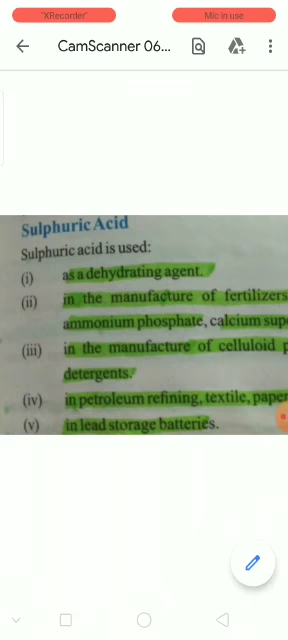 "XRecorder"
Mic in use
CamScanner 06...
Sulphuric Acid
Sulphuric acid is used:
(i) as a dehydrating agent.
(ii) in the manufacture of fertilizers
ammonium phosphate, calcium sup
(iii) in the manufacture of celluloid p
detergents.
(iv) in petroleum refining, textile, paper
(v) in lead storage batteries.